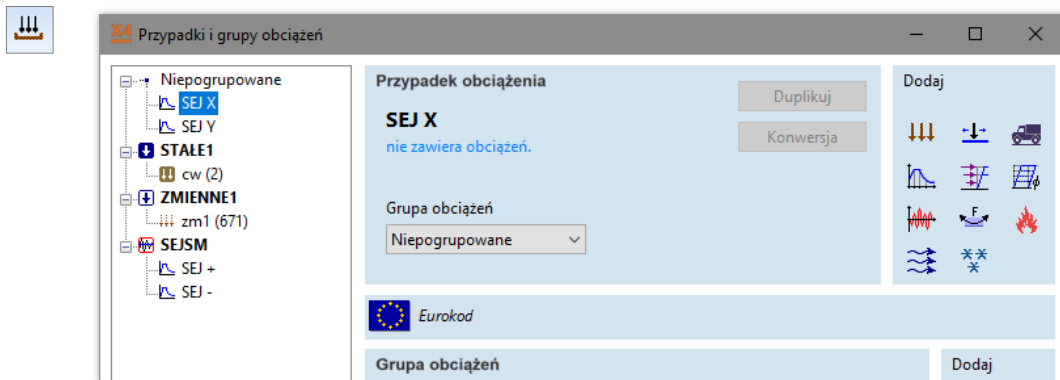 Przypadki i grupy obciążeń
Niepogrupowane
SEJ X
SEJ Y
STAŁE1
cw (2)
ZMIENNE1
zm1 (671)
SEJSM
SEJ +
SEJ -
Przypadek obciążenia
SEJ X
nie zawiera obciążeń.
Duplikuj
Konwersja
Grupa obciążeń
Niepogrupowane
Dodaj
F
ϕ
Eurokod
Grupa obciążeń
Dodaj